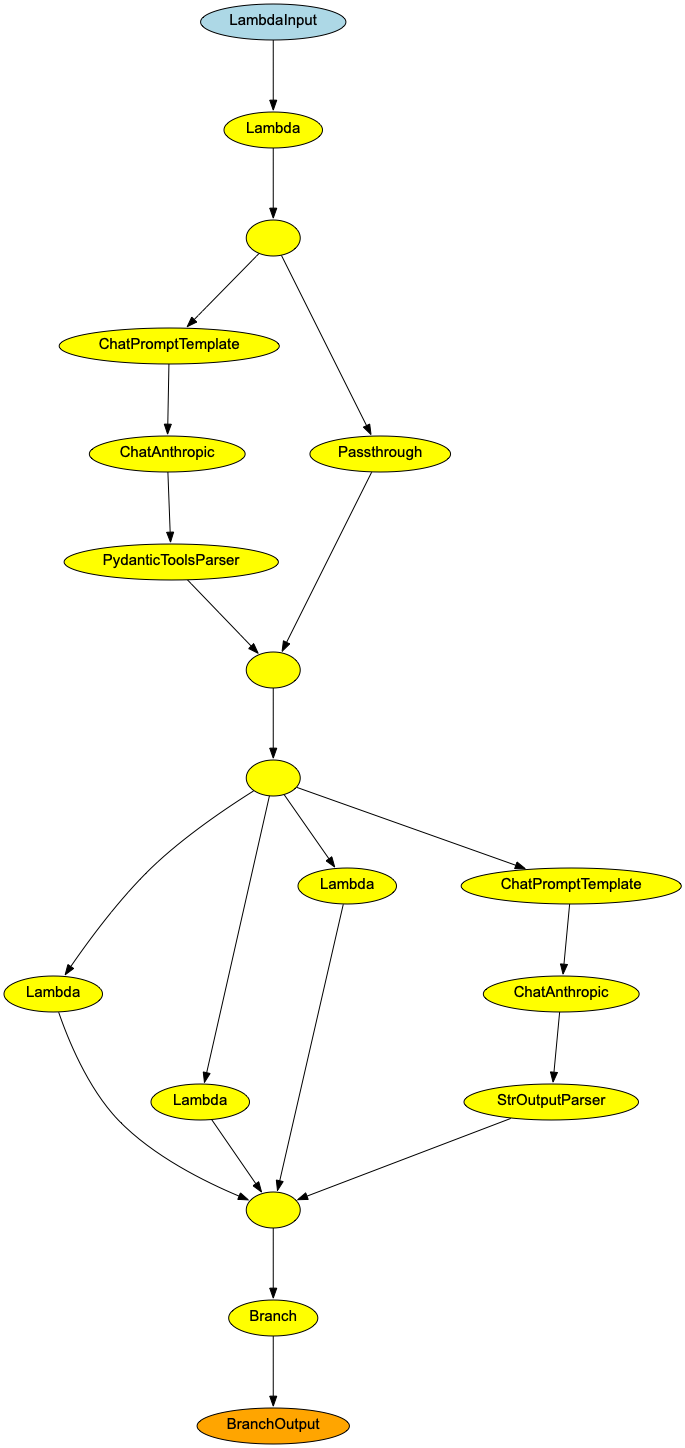 LambdaInput
Lambda
ChatPromptTemplate
ChatAnthropic
Passthrough
PydanticToolsParser
Lambda
ChatPromptTemplate
Lambda
ChatAnthropic
Lambda
StrOutputParser
Branch
BranchOutput